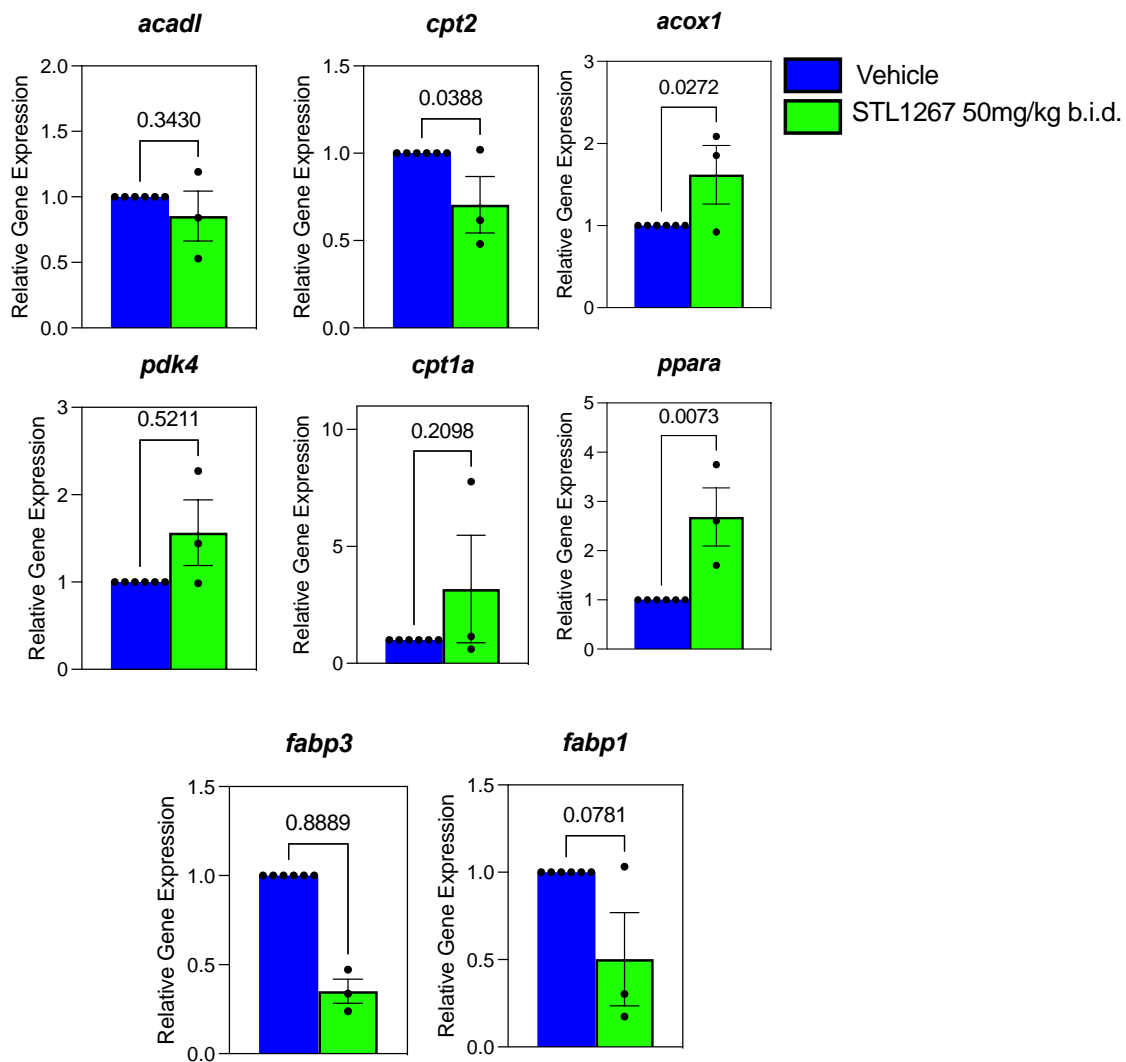 acadl
cpt2
acox1
Vehicle
STL1267 50mg/kg b.i.d.
Relative Gene Expression
2.0
1.5
1.0
0.5
0.0
0.3430
Relative Gene Expression
1.5
1.0
0.5
0.0
0.0388
Relative Gene Expression
3
2
1
0
0.0272
pdk4
cpt1a
ppara
Relative Gene Expression
3
2
1
0
0.5211
Relative Gene Expression
10
5
0
0.2098
Relative Gene Expression
5
4
3
2
1
0
0.0073
fabp3
fabp1
Relative Gene Expression
1.5
1.0
0.5
0.0
0.8889
Relative Gene Expression
1.5
1.0
0.5
0.0
0.0781